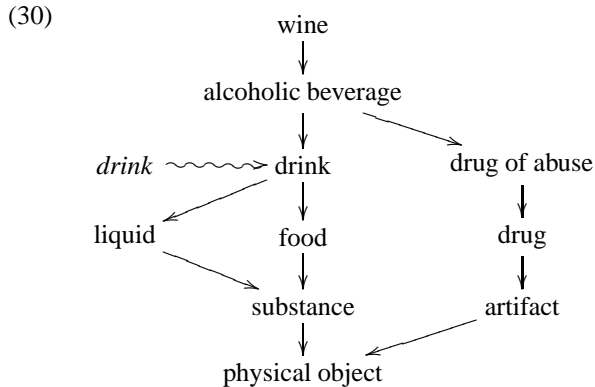 (30)
wine
alcoholic beverage
drink drink drug of abuse
liquid food drug
substance artifact
physical object